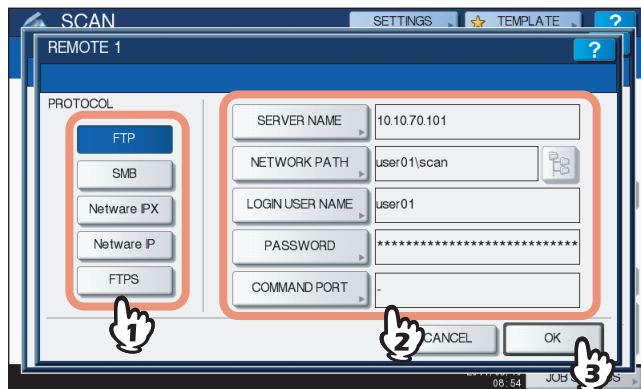 SCAN SETTINGS TEMPLATE ?
REMOTE 1 ?
PROTOCOL
FTP
SMB
Netware IPX
Netware IP
FTPS
SERVER NAME 10.10.70.101
NETWORK PATH user01\scan
LOGIN USER NAME user01
PASSWORD ****************************
COMMAND PORT -
1
2
CANCEL OK
3
08:54 JOB